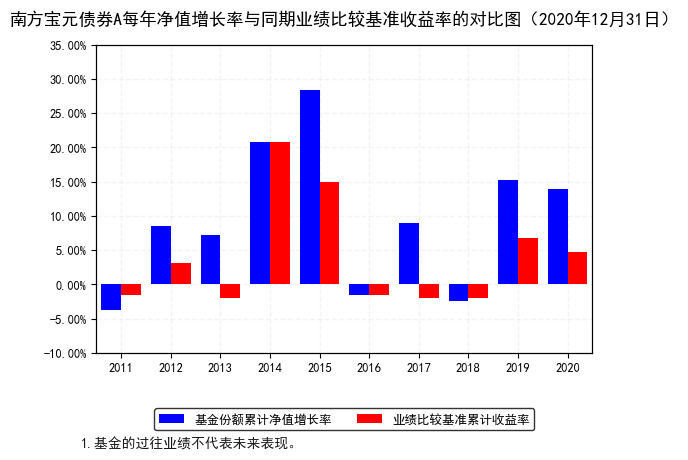 南方宝元债券A每年净值增长率与同期业绩比较基准收益率的对比图（2020年12月31日）
35.00%
30.00%
25.00%
20.00%
15.00%
10.00%
5.00%
0.00%
−5.00%
−10.00%
2011 2012 2013 2014 2015 2016 2017 2018 2019 2020
基金份额累计净值增长率 业绩比较基准累计收益率
1.基金的过往业绩不代表未来表现。